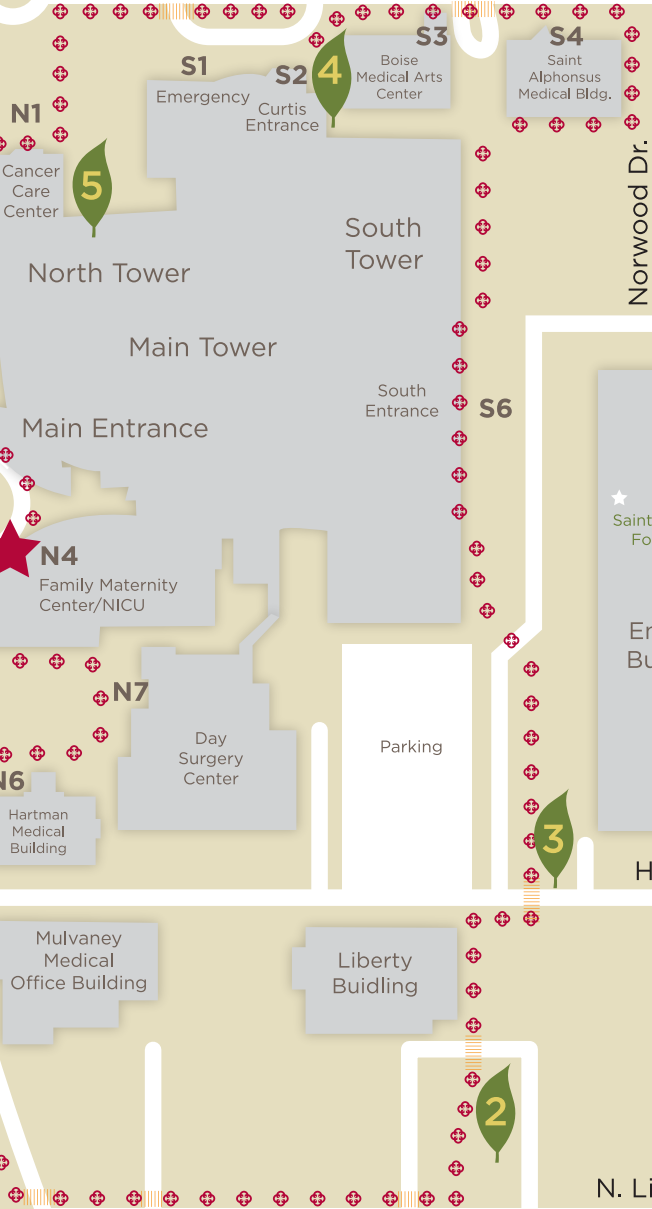 S3
S4
S1
S2
4
Boise
Medical Arts
Center
Saint
Alphonsus
Medical Bldg.
Emergency
Curtis
Entrance
N1
Cancer
Care
Center
5
Norwood Dr.
South
Tower
North Tower
Main Tower
South
Entrance
S6
Main Entrance
Saint
N4
Family Maternity
Center/NICU
N7
Day
Surgery
Center
Parking
N6
Hartman
Medical
Building
3
H
Mulvaney
Medical
Office Building
Liberty
Buidling
2
N. Li